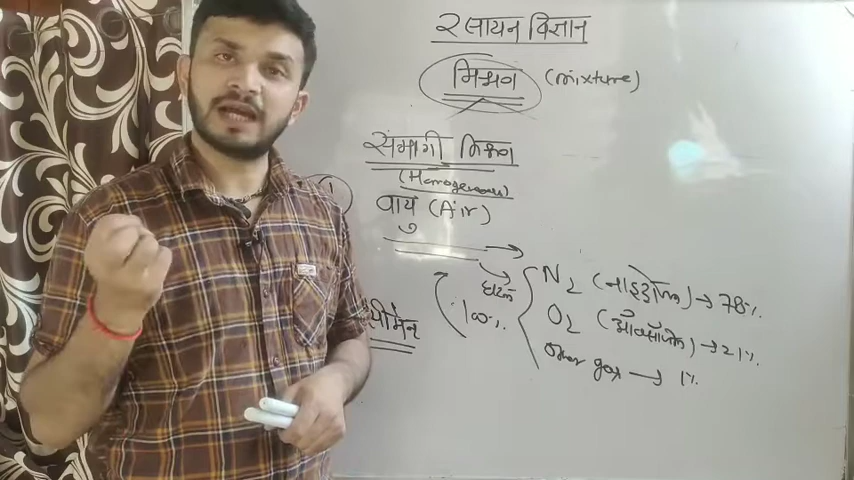 रसायन विज्ञान
मिश्रण (mixture)
समांगी मिश्रण
(Homogeneous)
1
वायु (Air)
घटक
N2 (नाइट्रोजन) → 78%
100%
O2 (ऑक्सीजन) → 21%
other gas → 1%